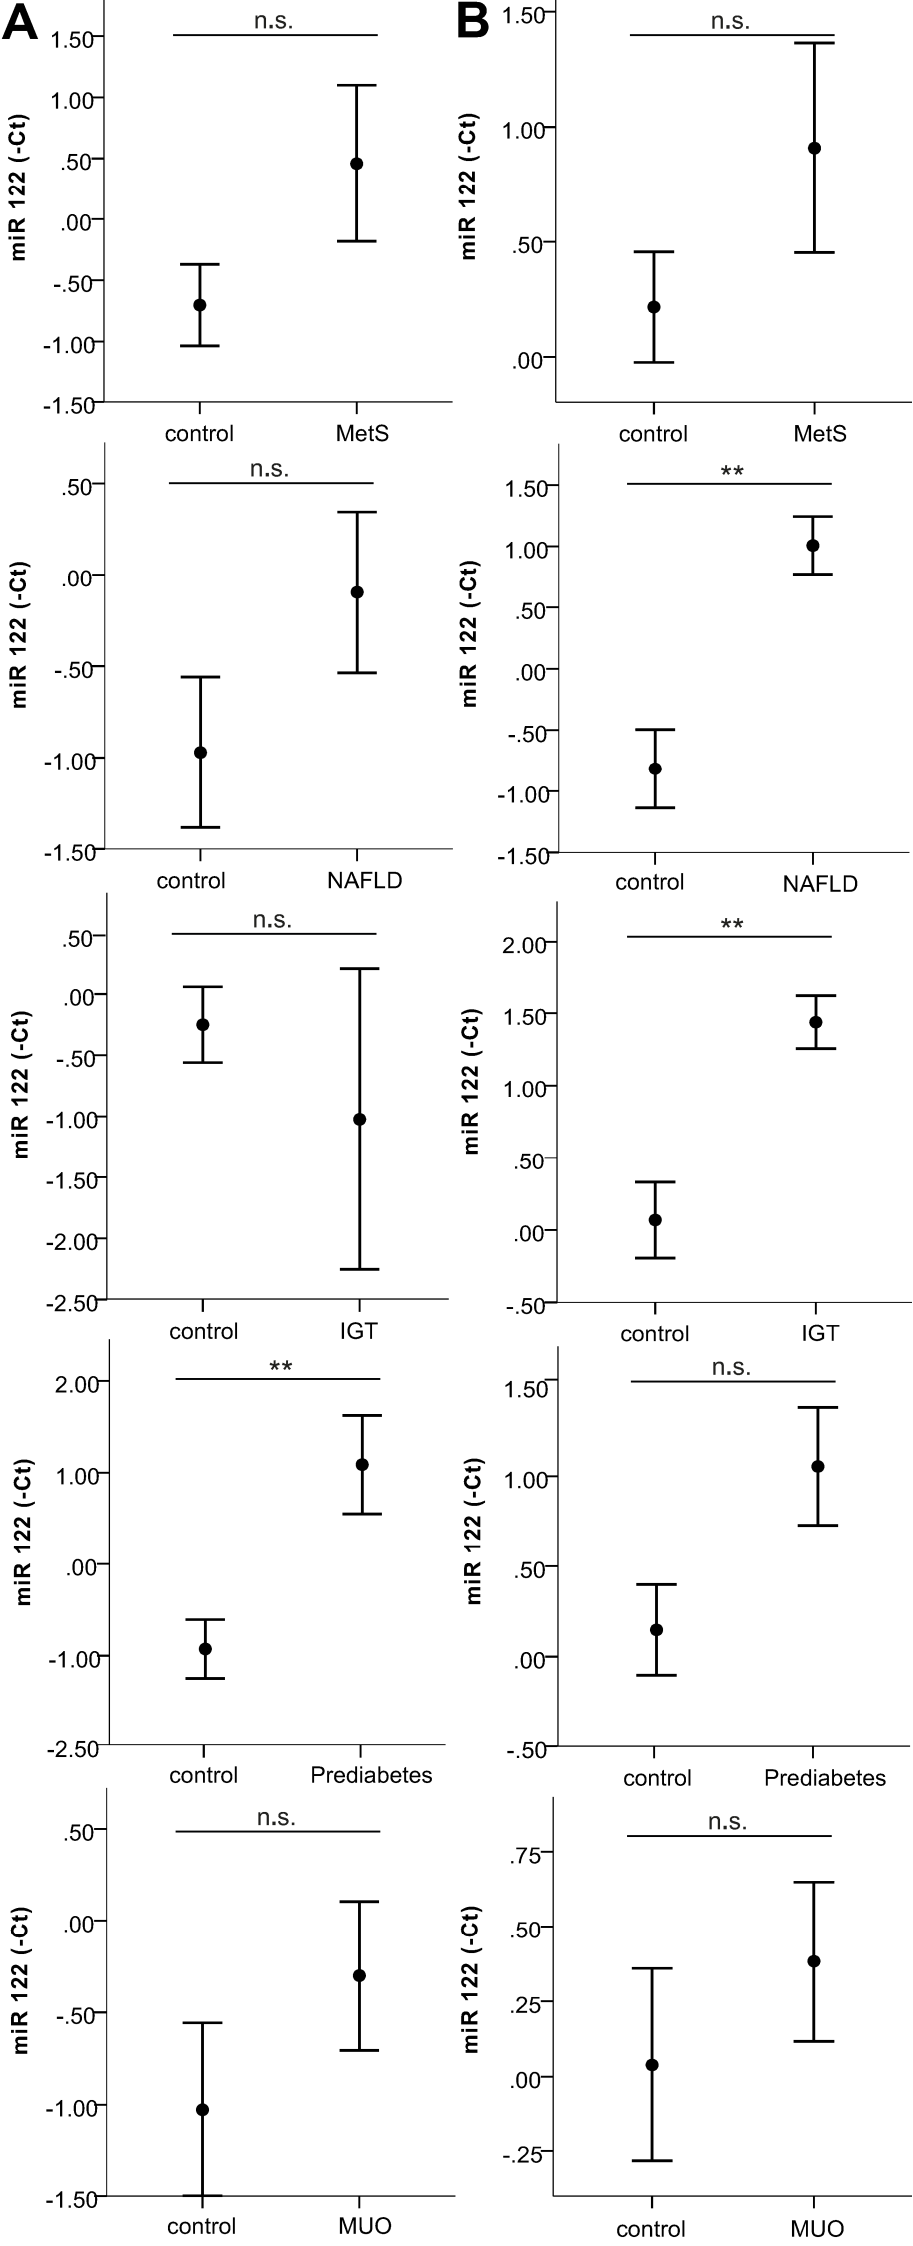 A
n.s.
1.50
1.00
.50
.00
-.50
-1.00
-1.50
miR 122 (-Ct)
control MetS
B
n.s.
1.50
1.00
.50
.00
miR 122 (-Ct)
control MetS
n.s.
.50
.00
-.50
-1.00
-1.50
miR 122 (-Ct)
control NAFLD
**
1.50
1.00
.50
.00
-.50
-1.00
-1.50
miR 122 (-Ct)
control NAFLD
n.s.
.50
.00
-.50
-1.00
-1.50
-2.00
-2.50
miR 122 (-Ct)
control IGT
**
2.00
1.50
1.00
.50
.00
-.50
miR 122 (-Ct)
control IGT
**
2.00
1.00
.00
-1.00
-2.50
miR 122 (-Ct)
control Prediabetes
n.s.
1.50
1.00
.50
.00
-.50
miR 122 (-Ct)
control Prediabetes
n.s.
.50
.00
-.50
-1.00
-1.50
miR 122 (-Ct)
control MUO
n.s.
.75
.50
.25
.00
-.25
miR 122 (-Ct)
control MUO